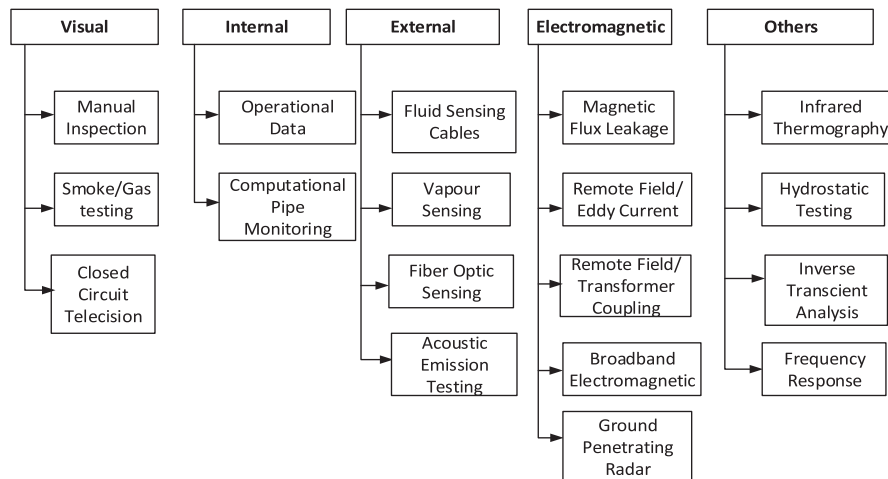 Visual
Manual
Inspection
Smoke/Gas
testing
Closed
Circuit
Telecision
Internal
Operational
Data
Computational
Pipe
Monitoring
External
Fluid Sensing
Cables
Vapour
Sensing
Fiber Optic
Sensing
Acoustic
Emission
Testing
Electromagnetic
Magnetic
Flux Leakage
Remote Field/
Eddy Current
Remote Field/
Transformer
Coupling
Broadband
Electromagnetic
Ground
Penetrating
Radar
Others
Infrared
Thermography
Hydrostatic
Testing
Inverse
Transcient
Analysis
Frequency
Response